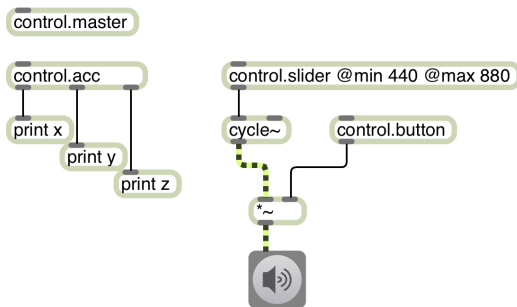 control.master
control.acc
control.slider @min 440 @max 880
print x
cycle~
control.button
print y
print z
*~